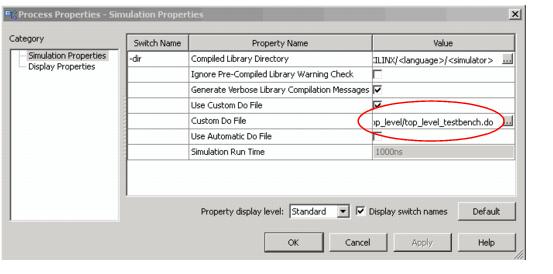 Process Properties - Simulation Properties
Category
Simulation Properties
Display Properties
Switch Name Property Name Value
-dir Compiled Library Directory ILINX/<language>/<simulator> ...
Ignore Pre-Compiled Library Warning Check
Generate Verbose Library Compilation Messages
Use Custom Do File
Custom Do File op_level/top_level_testbench.do ...
Use Automatic Do File
Simulation Run Time 1000ns
Property display level: Standard Display switch names Default
OK Cancel Apply Help